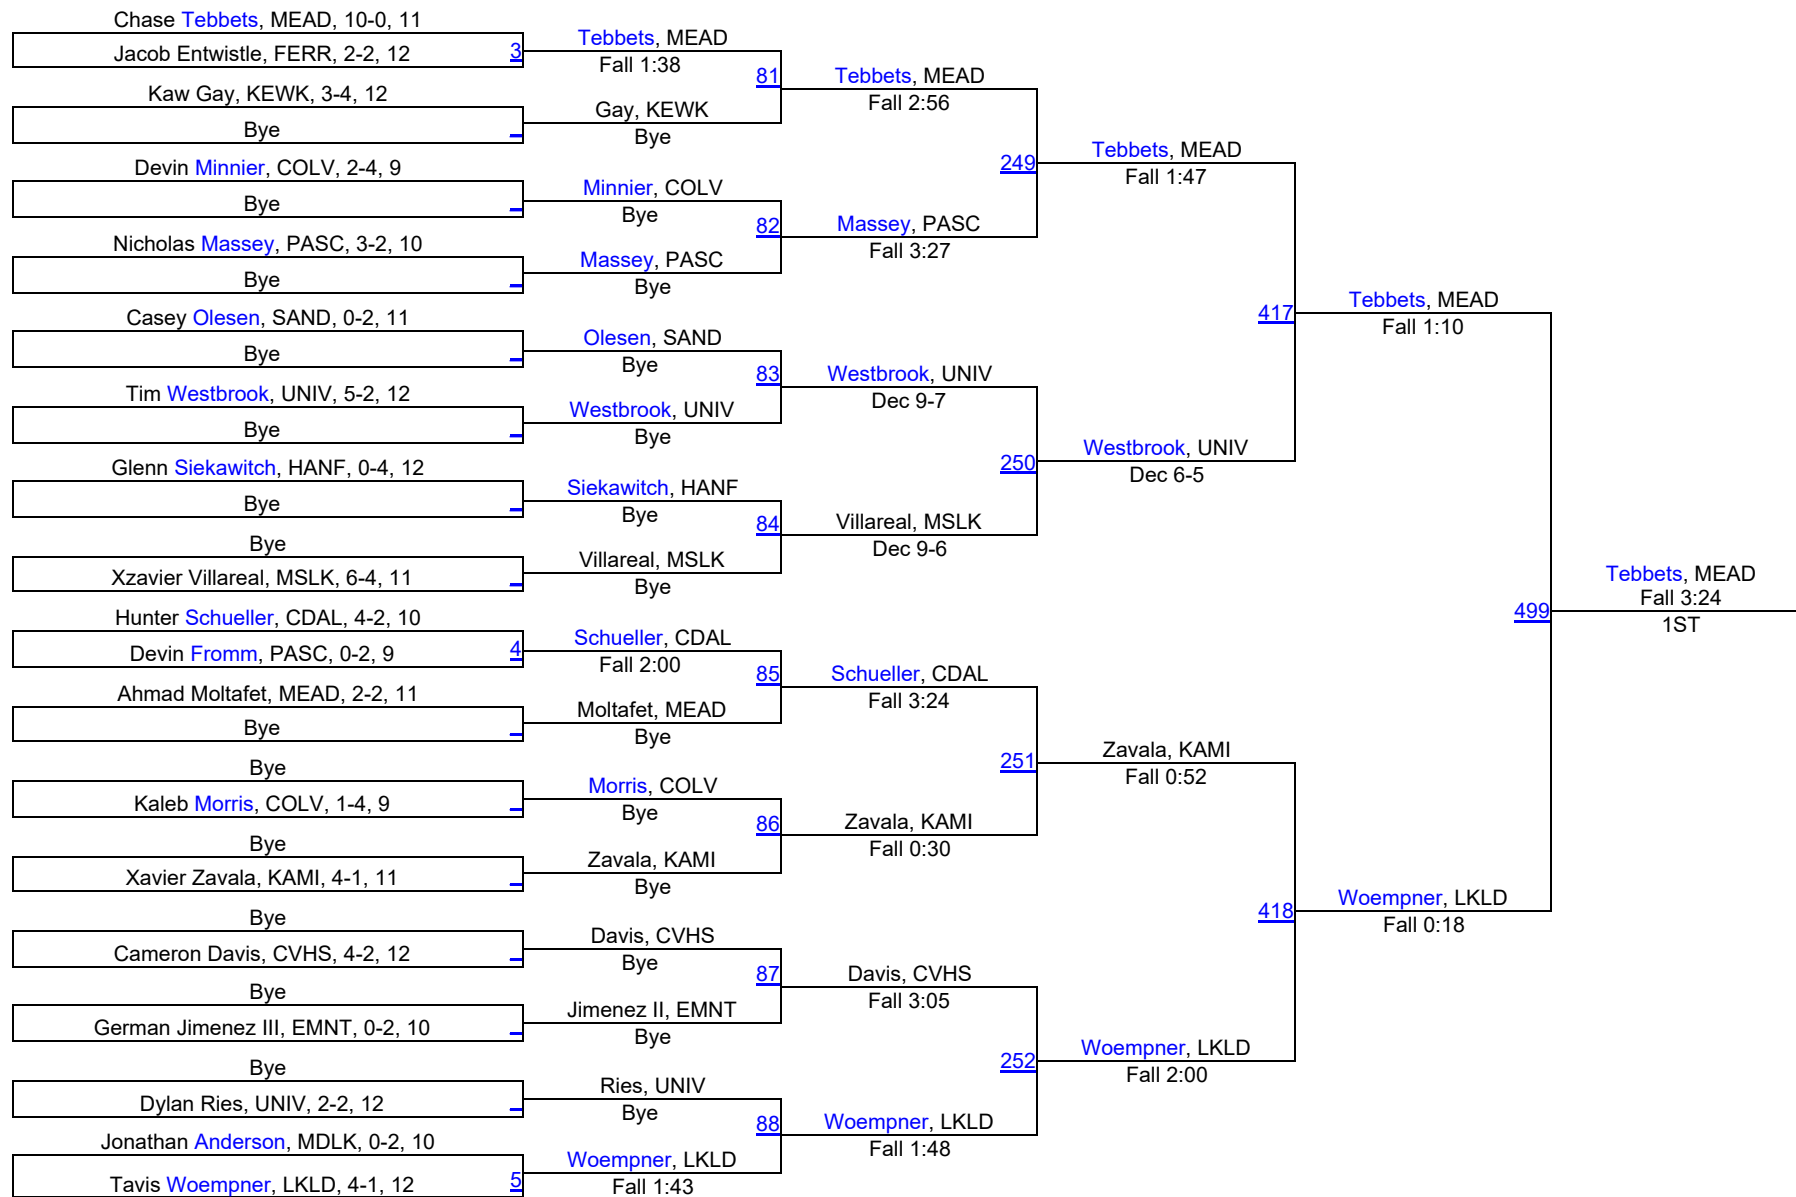 Chase Tebbets, MEAD, 10-0, 11
Jacob Entwistle, FERR, 2-2, 12
3
Kaw Gay, KEWK, 3-4, 12
Bye
Devin Minnier, COLV, 2-4, 9
Bye
Nicholas Massey, PASC, 3-2, 10
Bye
Casey Olesen, SAND, 0-2, 11
Bye
Tim Westbrook, UNIV, 5-2, 12
Bye
Glenn Siekawitch, HANF, 0-4, 12
Bye
Bye
Xzavier Villareal, MSLK, 6-4, 11
Hunter Schueller, CDAL, 4-2, 10
Devin Fromm, PASC, 0-2, 9
4
Ahmad Moltafet, MEAD, 2-2, 11
Bye
Bye
Kaleb Morris, COLV, 1-4, 9
Bye
Xavier Zavala, KAMI, 4-1, 11
Bye
Cameron Davis, CVHS, 4-2, 12
Bye
German Jimenez III, EMNT, 0-2, 10
Bye
Dylan Ries, UNIV, 2-2, 12
Jonathan Anderson, MDLK, 0-2, 10
Tavis Woempner, LKLD, 4-1, 12
5
Tebbets, MEAD
Fall 1:38
81
Gay, KEWK
Bye
Minnier, COLV
Bye
82
Massey, PASC
Bye
Olesen, SAND
Bye
83
Westbrook, UNIV
Bye
Siekawitch, HANF
Bye
84
Villareal, MSLK
Bye
Schueller, CDAL
Fall 2:00
85
Moltafet, MEAD
Bye
Morris, COLV
Bye
86
Zavala, KAMI
Bye
Davis, CVHS
Bye
87
Jimenez II, EMNT
Bye
Ries, UNIV
Bye
88
Woempner, LKLD
Fall 1:43
Tebbets, MEAD
Fall 2:56
249
Massey, PASC
Fall 3:27
Westbrook, UNIV
Dec 9-7
250
Villareal, MSLK
Dec 9-6
Schueller, CDAL
Fall 3:24
251
Zavala, KAMI
Fall 0:30
Davis, CVHS
Fall 3:05
252
Woempner, LKLD
Fall 1:48
Tebbets, MEAD
Fall 1:47
417
Westbrook, UNIV
Dec 6-5
Zavala, KAMI
Fall 0:52
418
Woempner, LKLD
Fall 2:00
Tebbets, MEAD
Fall 1:10
499
Woempner, LKLD
Fall 0:18
Tebbets, MEAD
Fall 3:24
1ST